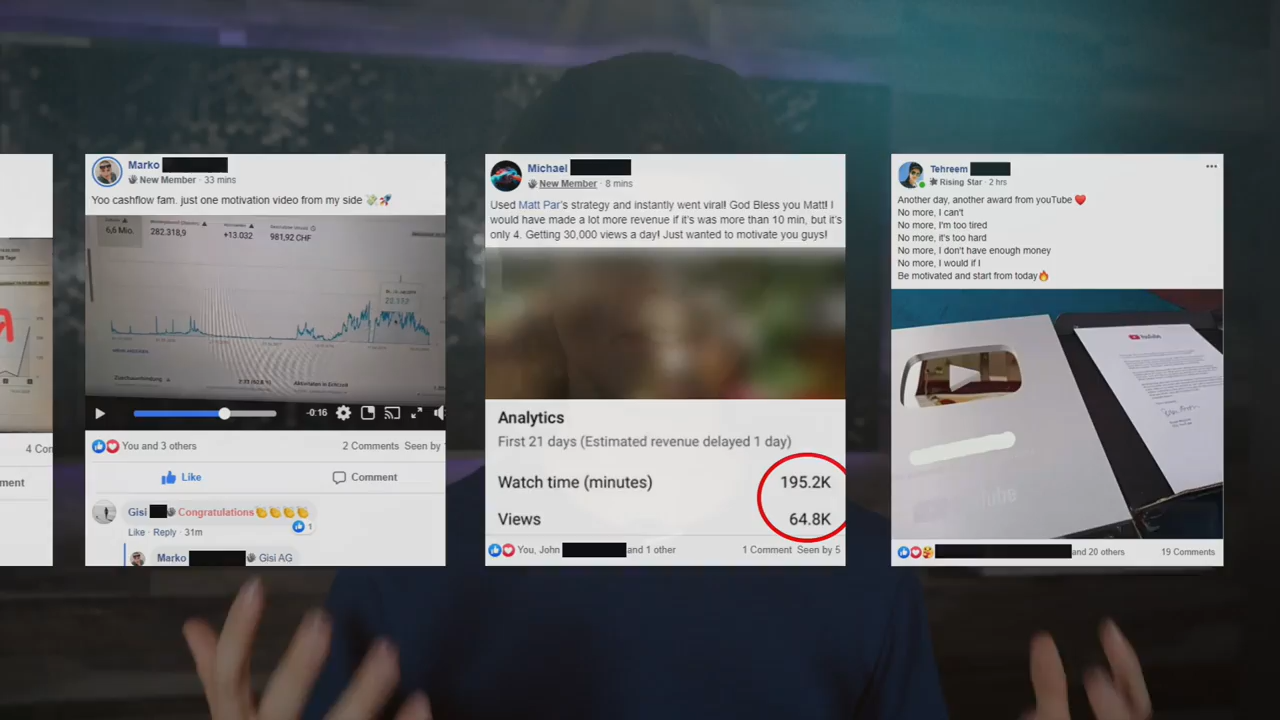 4 Com
ment
Marko
New Member · 33 mins
Yoo cashflow fam. just one motivation video from my side 💸🚀
6,6 Mio.
282.318,9
+13.032
981,92 CHF
-0:16
You and 3 others
2 Comments Seen by
Like
Comment
Gisi Congratulations👏👏👏👏
1
Like · Reply · 31m
Marko Gisi AG
Michael
New Member · 8 mins
Used Matt Par's strategy and instantly went viral! God Bless you Matt! I
would have made a lot more revenue if it's was more than 10 min, but it's
only 4. Getting 30,000 views a day! Just wanted to motivate you guys!
Analytics
First 21 days (Estimated revenue delayed 1 day)
Watch time (minutes)
195.2K
Views
64.8K
You, John and 1 other
1 Comment Seen by 5
Tehreem
Rising Star · 2 hrs
Another day, another award from youTube ❤️
No more, I can't
No more, I'm too tired
No more, it's too hard
No more, I don't have enough money
No more, I would if I
Be motivated and start from today🔥
YouTube
and 20 others
19 Comments